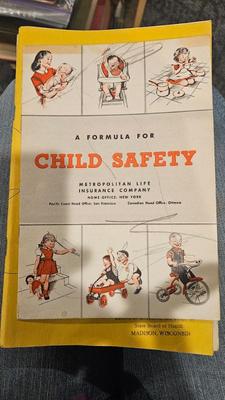 A FORMULA FOR
CHILD SAFETY
METROPOLITAN LIFE
INSURANCE COMPANY
HOME OFFICE: NEW YORK
Pacific Coast Head Office: San Francisco Canadian Head Office: Ottawa
State Board of Health
MADISON, WISCONSIN